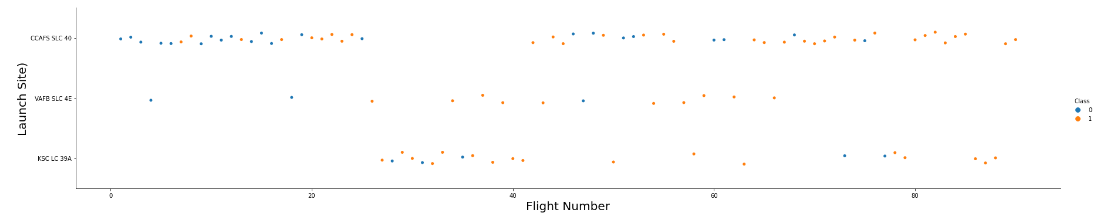 Launch Site)
CCAFS SLC 40
VAFB SLC 4E
KSC LC 39A
0 20 40 60 80
Flight Number
Class
0
1